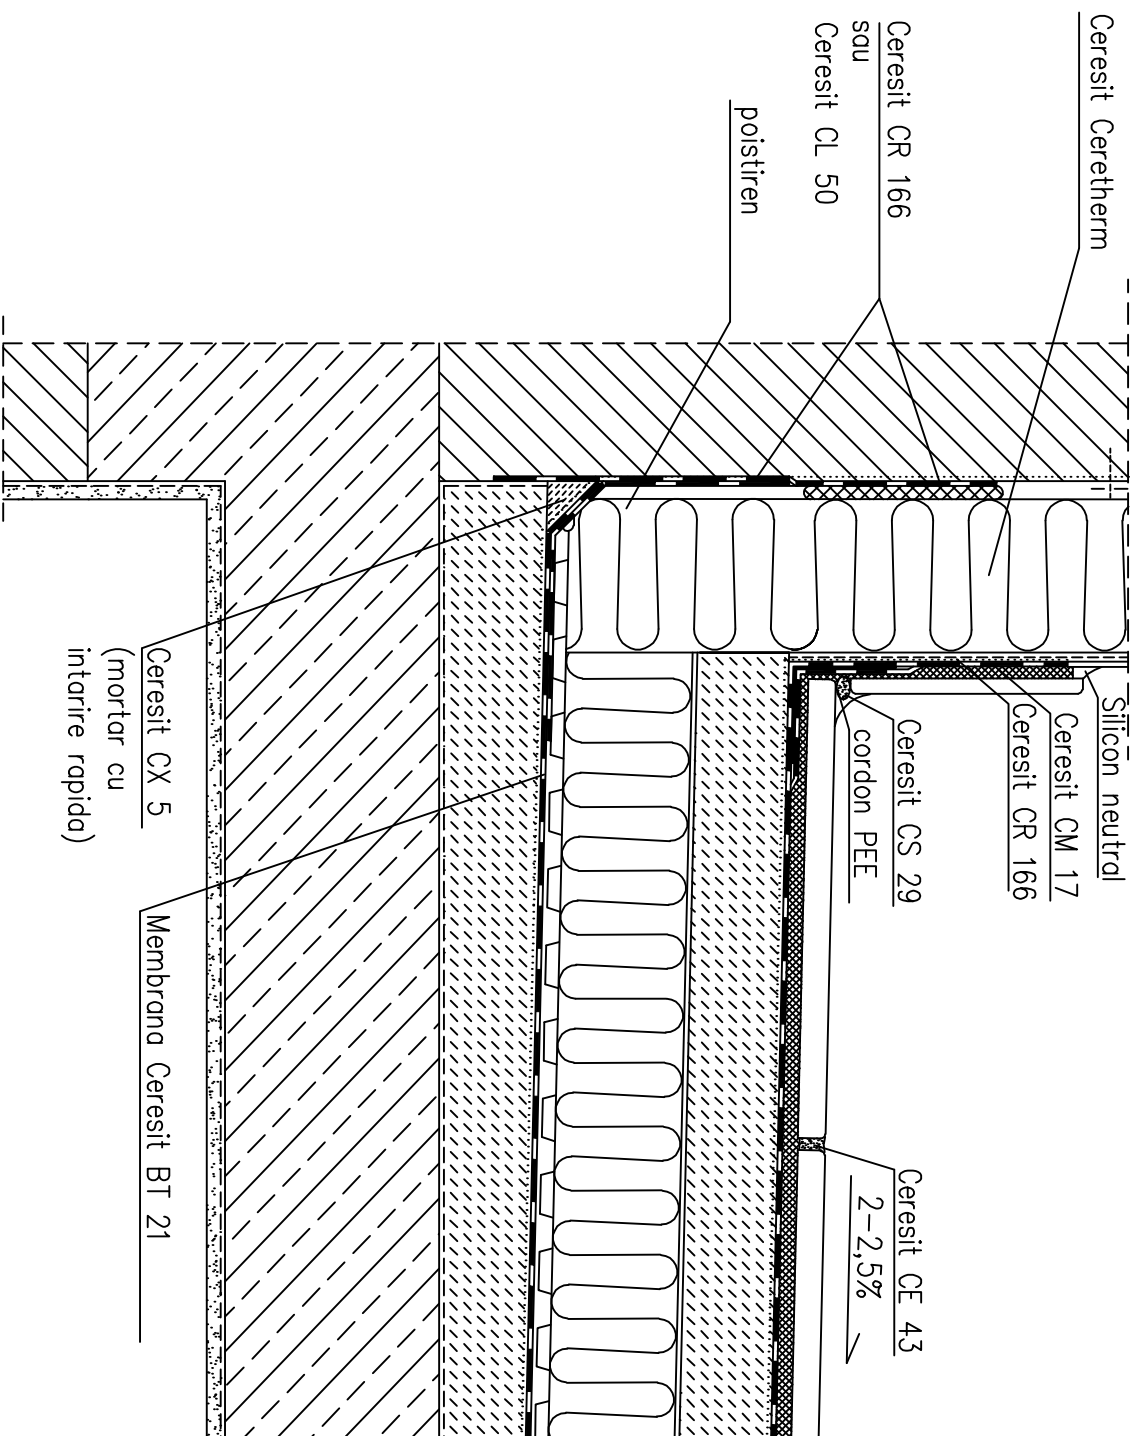 Ceresit Ceretherm
Ceresit CR 166
sau
Ceresit CL 50
poistiren
Silicon neutral
Ceresit CM 17
Ceresit CR 166
Ceresit CS 29
cordon PEE
Ceresit CE 43
2-2,5%
Ceresit CX 5
(mortar cu
intarire rapida)
Membrana Ceresit BT 21